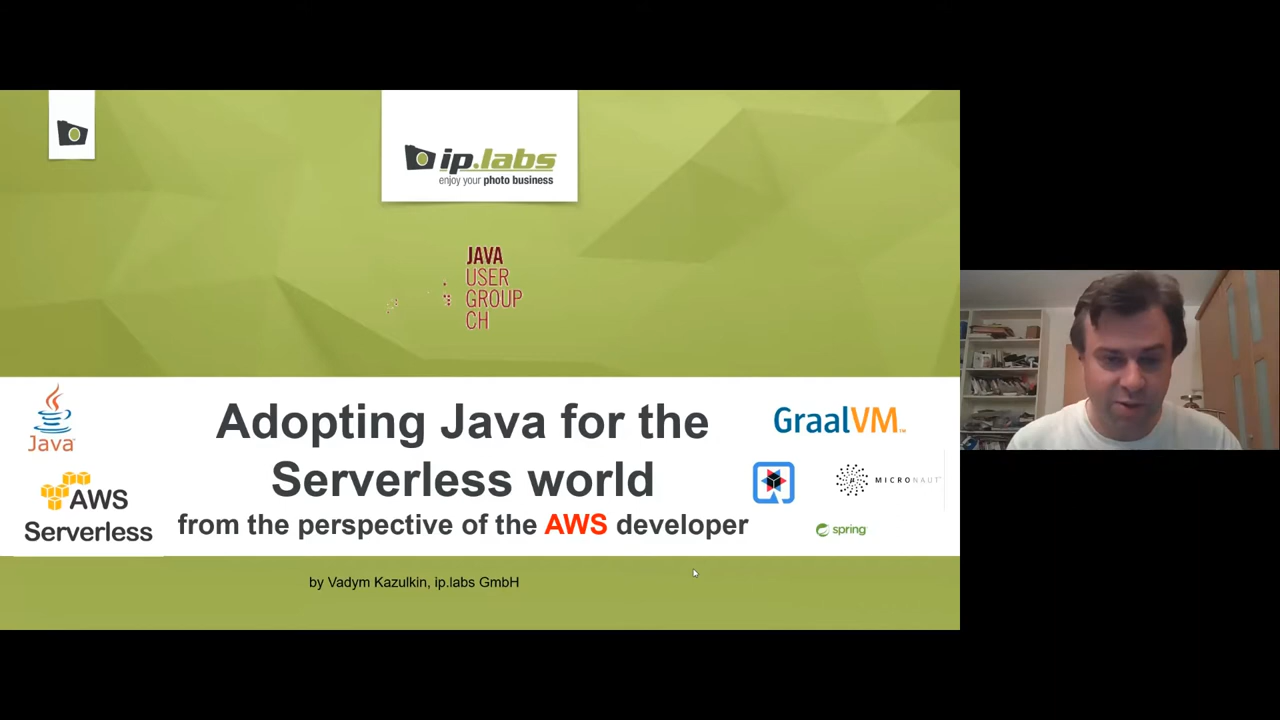 ip.labs
enjoy your photo business
JAVA
USER
GROUP
CH
Java
AWS
Serverless
Adopting Java for the
Serverless world
from the perspective of the AWS developer
GraalVM™
MICRONAUT
spring
by Vadym Kazulkin, ip.labs GmbH